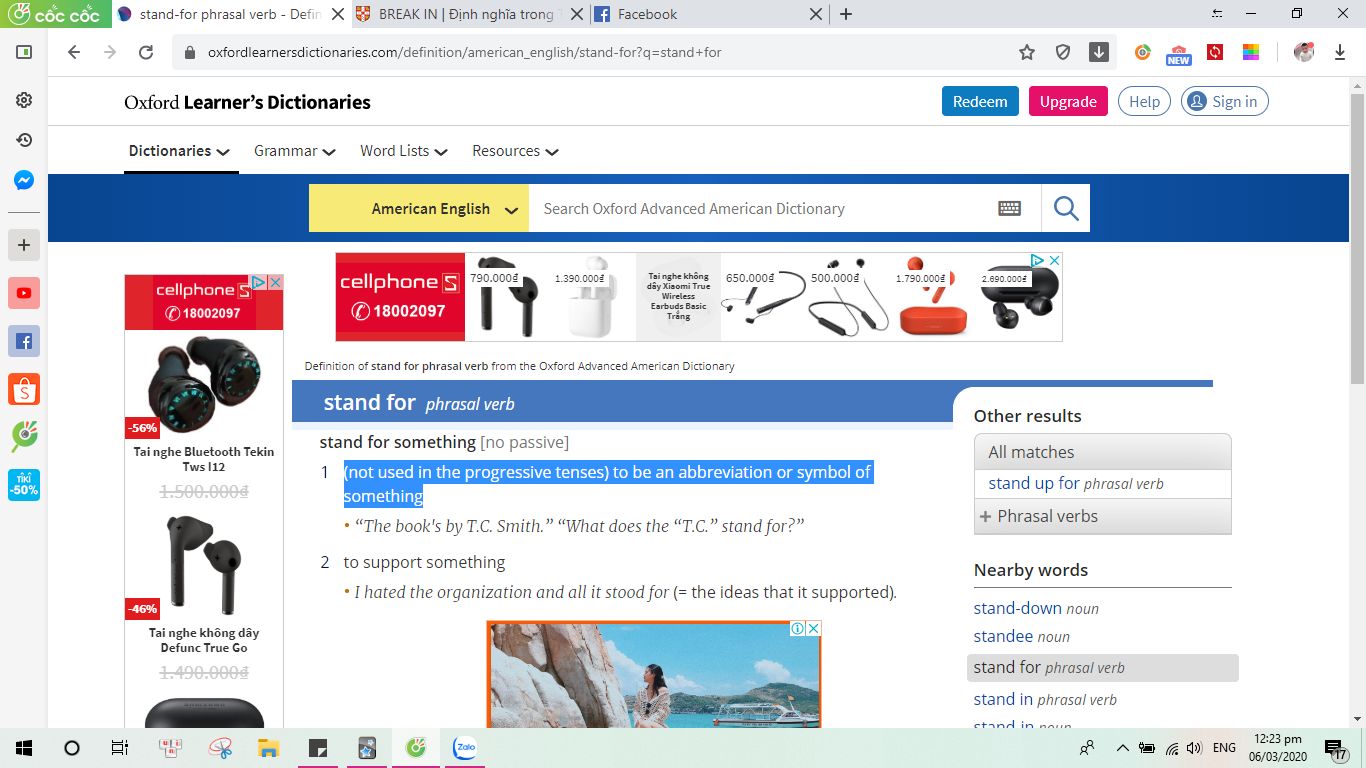 cốc cốc
stand-for phrasal verb - Defin
BREAK IN | Định nghĩa trong T
Facebook
oxfordlearnersdictionaries.com/definition/american_english/stand-for?q=stand+for
NEW
Oxford Learner's Dictionaries
Redeem
Upgrade
Help
Sign in
Dictionaries
Grammar
Word Lists
Resources
American English
Search Oxford Advanced American Dictionary
cellphoneS
18002097
790.000₫
1.390.000₫
Tai nghe không
dây Xiaomi True
Wireless
Earbuds Basic
Trắng
650.000₫
500.000₫
1.790.000₫
2.690.000₫
cellphoneS
18002097
-56%
Tai nghe Bluetooth Tekin
Tws I12
1.500.000₫
-46%
Tai nghe không dây
Defunc True Go
1.490.000₫
Definition of stand for phrasal verb from the Oxford Advanced American Dictionary
stand for phrasal verb
stand for something [no passive]
1 (not used in the progressive tenses) to be an abbreviation or symbol of
something
• “The book's by T.C. Smith.” “What does the “T.C.” stand for?”
2 to support something
• I hated the organization and all it stood for (= the ideas that it supported).
Other results
All matches
stand up for phrasal verb
+ Phrasal verbs
Nearby words
stand-down noun
standee noun
stand for phrasal verb
stand in phrasal verb
stand-in noun
TIKI
-50%
Zalo
ENG
12:23 pm
06/03/2020
17